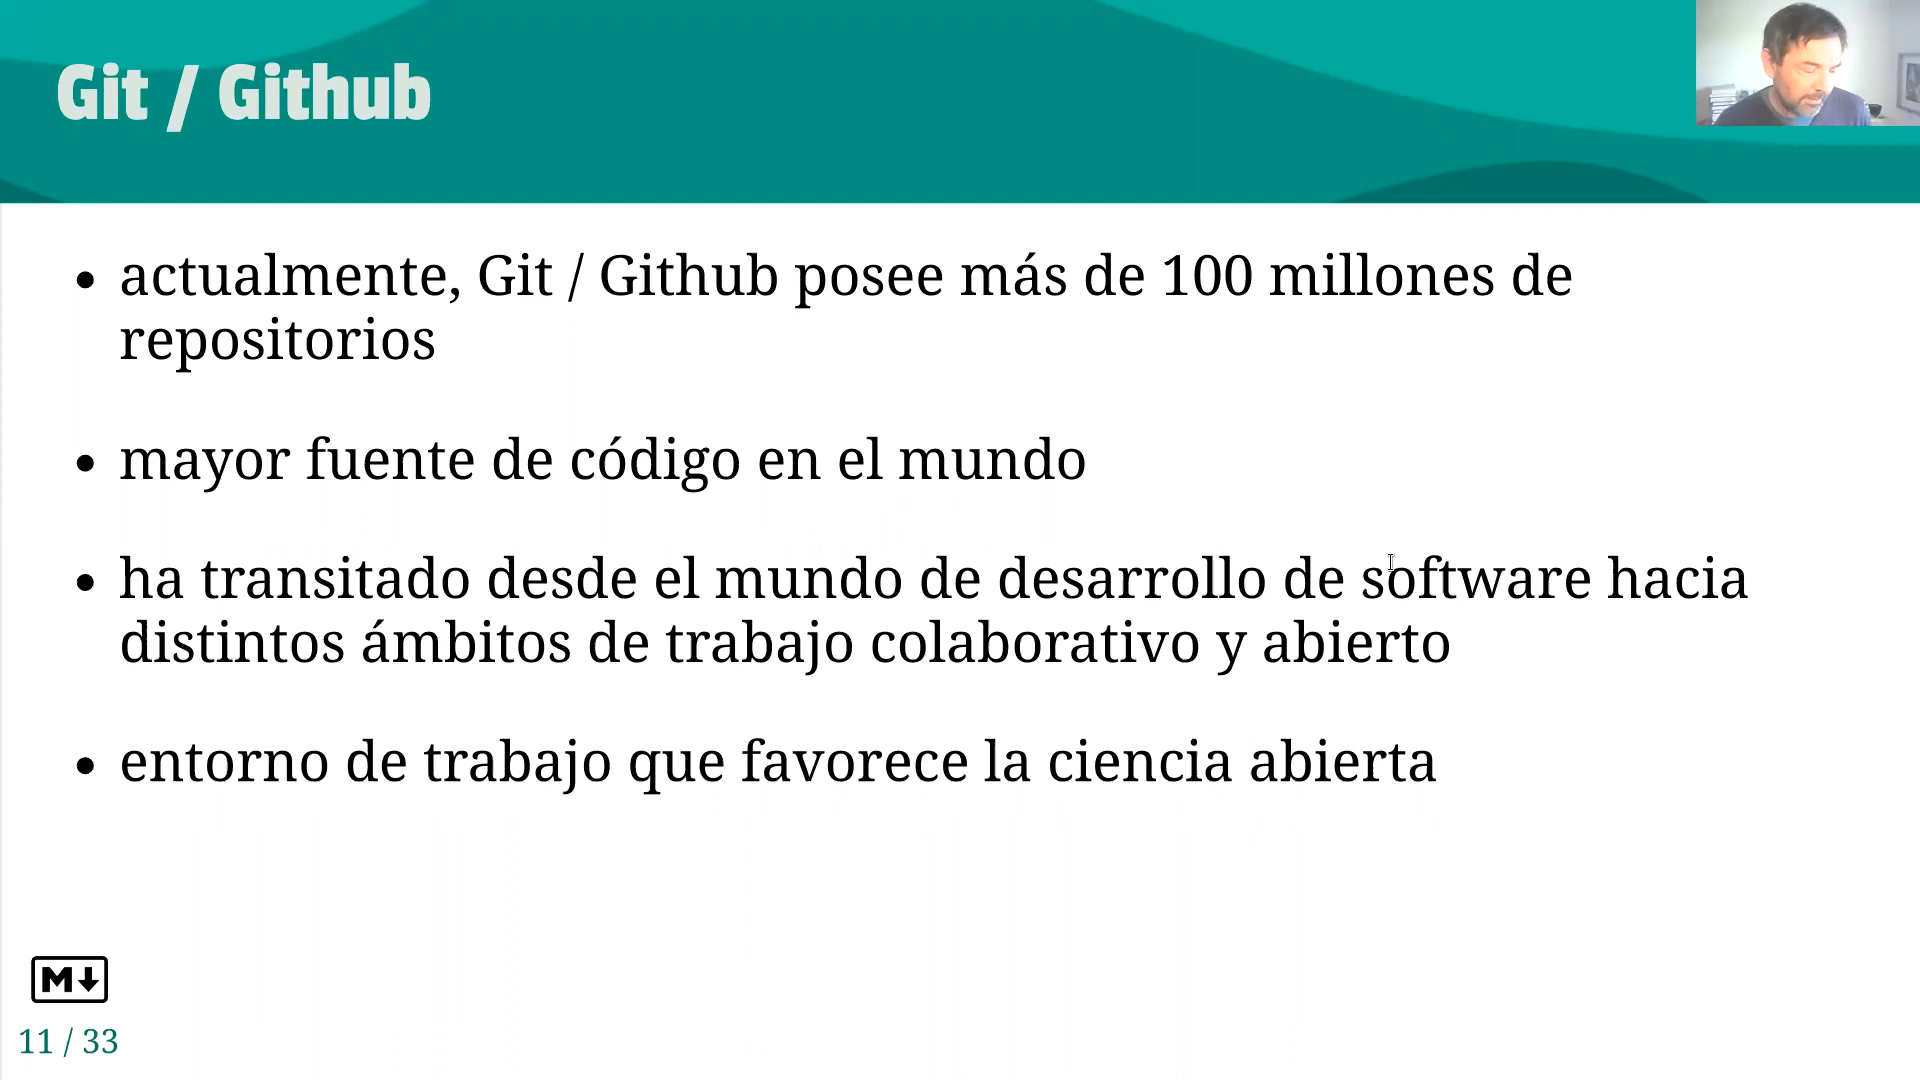 Git / Github
actualmente, Git / Github posee más de 100 millones de
repositorios
mayor fuente de código en el mundo
ha transitado desde el mundo de desarrollo de software hacia
distintos ámbitos de trabajo colaborativo y abierto
entorno de trabajo que favorece la ciencia abierta
M
11 / 33